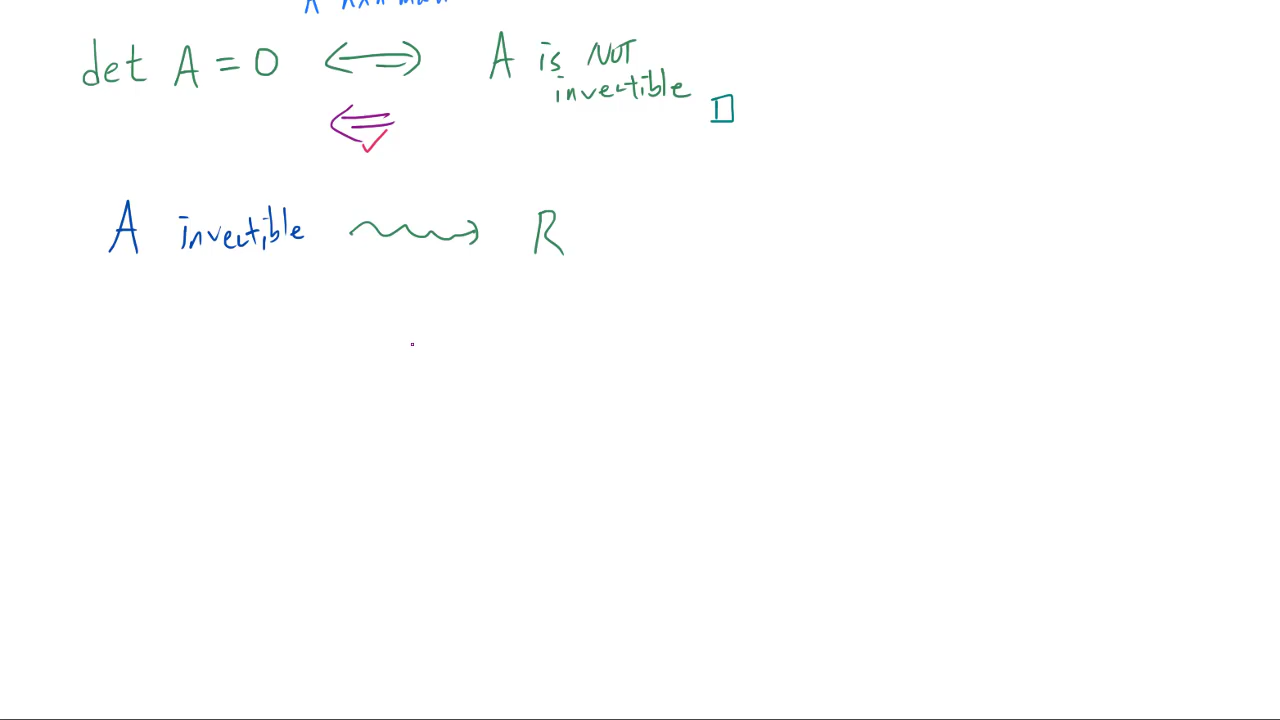 A n×n
det A = 0 ⟺ A is NOT
invertible □
⟸ ✓
A invertible ⇝ R